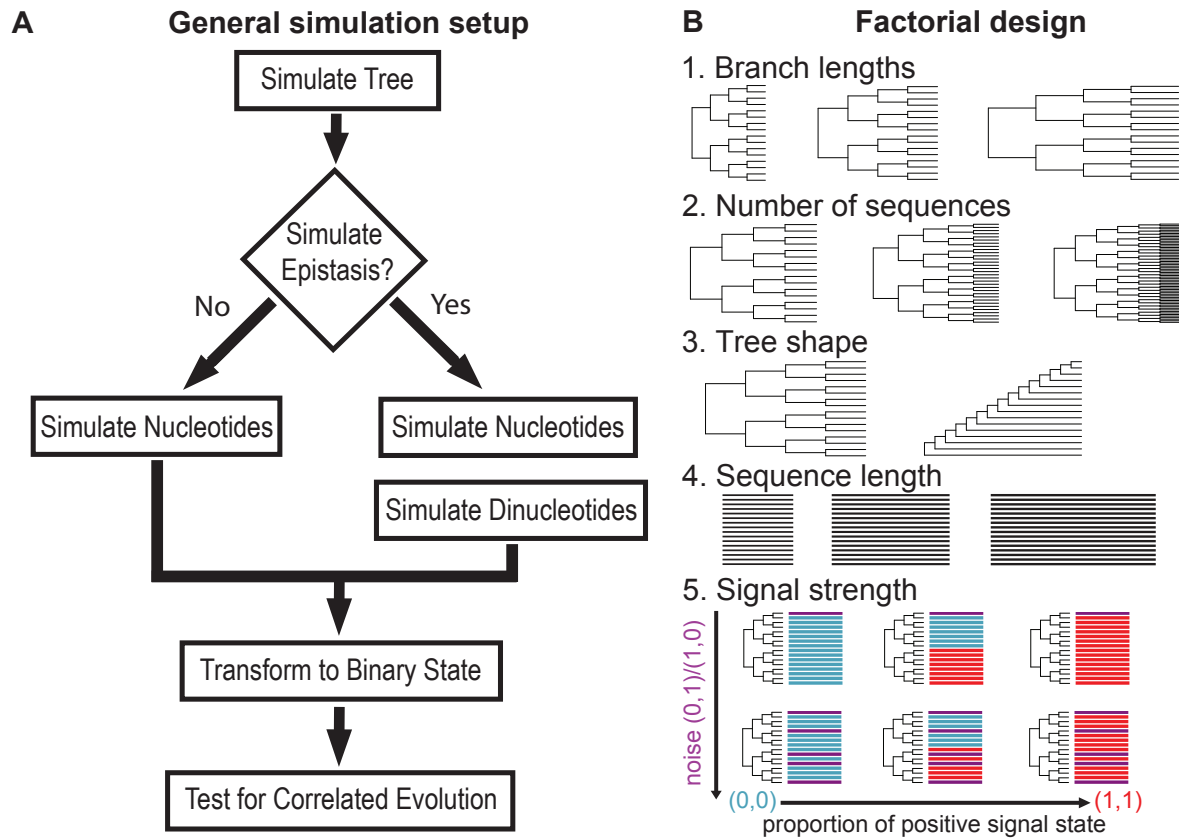 A
General simulation setup
Simulate Tree
Simulate
Epistasis?
No
Yes
Simulate Nucleotides
Simulate Nucleotides
Simulate Dinucleotides
Transform to Binary State
Test for Correlated Evolution
B
Factorial design
1. Branch lengths
2. Number of sequences
3. Tree shape
4. Sequence length
5. Signal strength
noise (0,1)/(1,0)
(0,0)
(1,1)
proportion of positive signal state